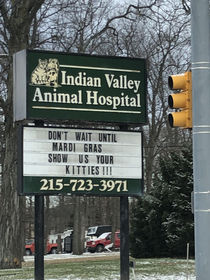 Indian Valley
Animal Hospital
DON'T WAIT UNTIL
MARDI GRAS
SHOW US YOUR
KITTIES!!!
215-723-3971